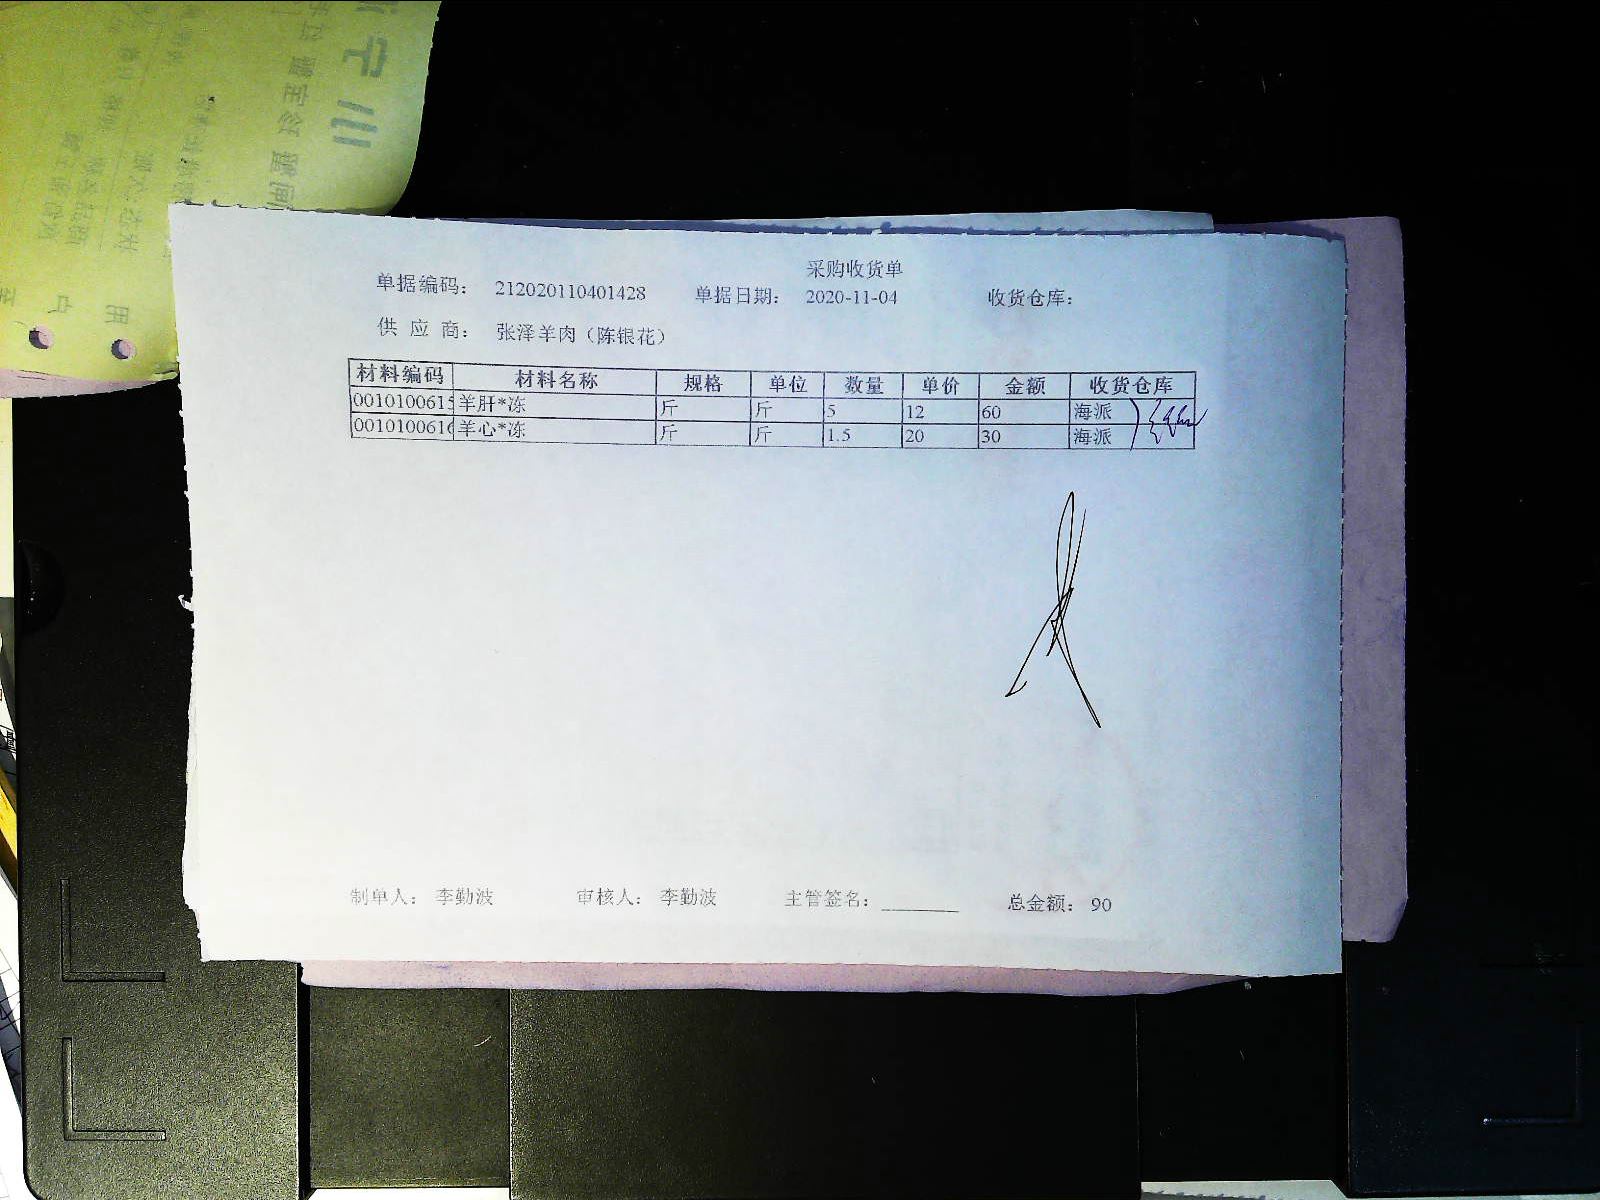 采购收货单
单据编码： 212020110401428 单据日期： 2020-11-04 收货仓库：
供 应 商： 张泽羊肉（陈银花）
材料编码 材料名称 规格 单位 数量 单价 金额 收货仓库
0010100615 羊肝*冻 斤 斤 5 12 60 海派
0010100616 羊心*冻 斤 斤 1.5 20 30 海派
制单人： 李勤波 审核人： 李勤波 主管签名： 总金额： 90